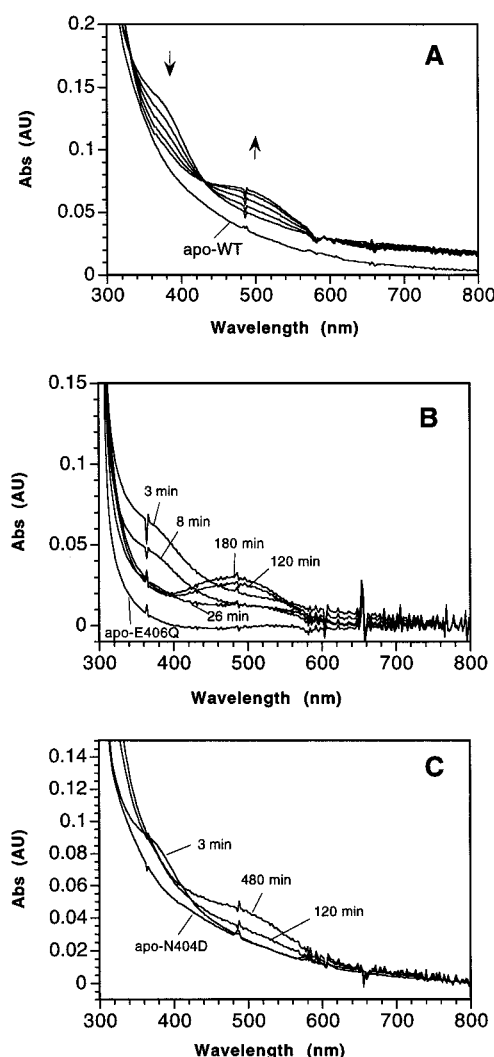 0.2
A
0.15
Abs (AU)
0.1
0.05
apo-WT
0
300 400 500 600 700 800
Wavelength (nm)
0.15
B
0.1
Abs (AU)
3 min
8 min
0.05
180 min
120 min
0
apo-E406Q
26 min
300 400 500 600 700 800
Wavelength (nm)
0.14
C
0.12
0.1
3 min
Abs (AU)
0.08
0.06
480 min
0.04
120 min
apo-N404D
0.02
0
300 400 500 600 700 800
Wavelength (nm)